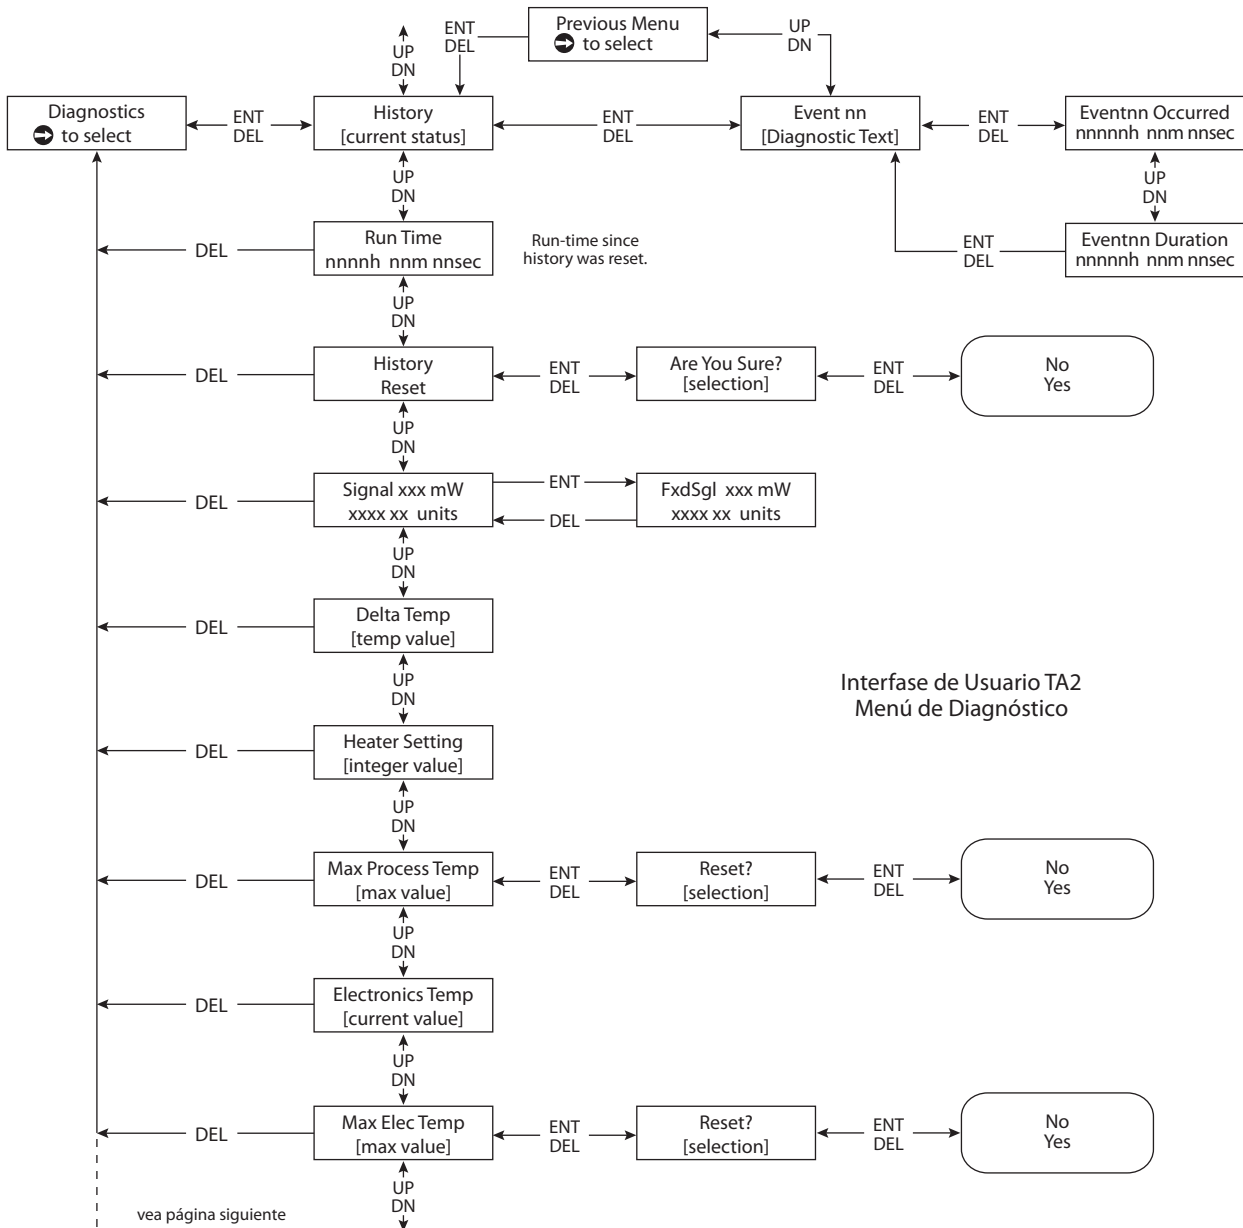 Previous Menu
to select
ENT
DEL
UP
DN
UP
DN
Diagnostics
to select
ENT
DEL
History
[current status]
ENT
DEL
Event nn
[Diagnostic Text]
ENT
DEL
Eventnn Occurred
nnnnnh nnm nnsec
UP
DN
UP
DN
DEL
Run Time
nnnnh nnm nnsec
Run-time since
history was reset.
ENT
DEL
Eventnn Duration
nnnnnh nnm nnsec
UP
DN
DEL
History
Reset
ENT
DEL
Are You Sure?
[selection]
ENT
DEL
No
Yes
UP
DN
DEL
Signal xxx mW
xxxx xx units
ENT
DEL
FxdSgl xxx mW
xxxx xx units
UP
DN
DEL
Delta Temp
[temp value]
UP
DN
Interfase de Usuario TA2
Menú de Diagnóstico
DEL
Heater Setting
[integer value]
UP
DN
DEL
Max Process Temp
[max value]
ENT
DEL
Reset?
[selection]
ENT
DEL
No
Yes
UP
DN
DEL
Electronics Temp
[current value]
UP
DN
DEL
Max Elec Temp
[max value]
ENT
DEL
Reset?
[selection]
ENT
DEL
No
Yes
UP
DN
vea página siguiente